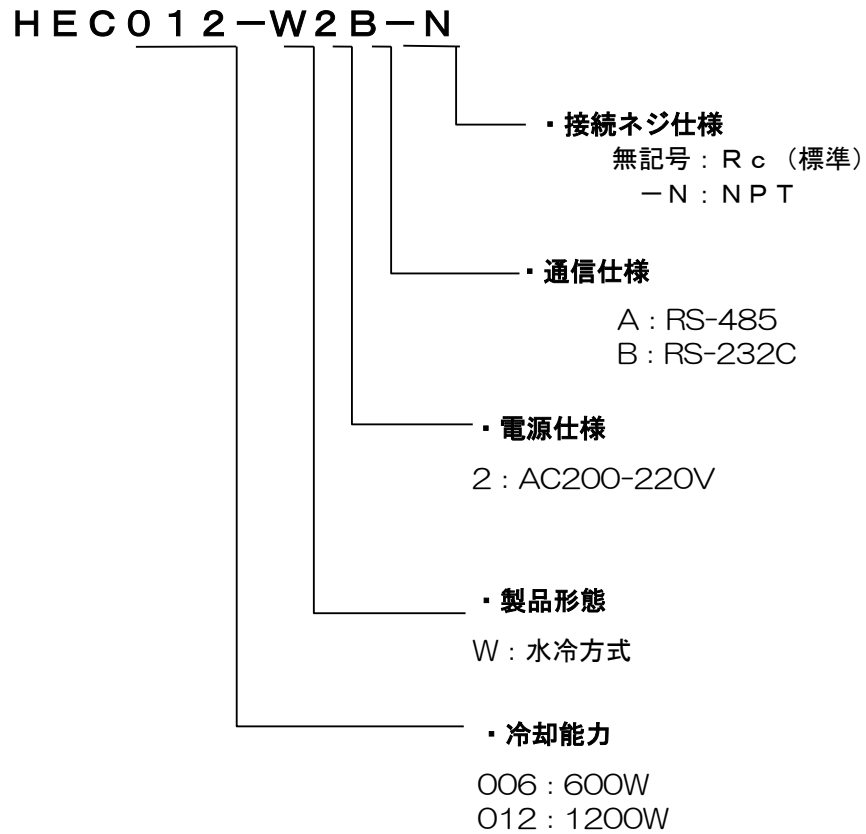 ＨＥＣ０１２－Ｗ２Ｂ－Ｎ
・接続ネジ仕様
無記号：Ｒｃ（標準）
－Ｎ：ＮＰＴ
・通信仕様
A：RS-485
B：RS-232C
・電源仕様
2：AC200-220V
・製品形態
W：水冷方式
・冷却能力
006：600W
012：1200W